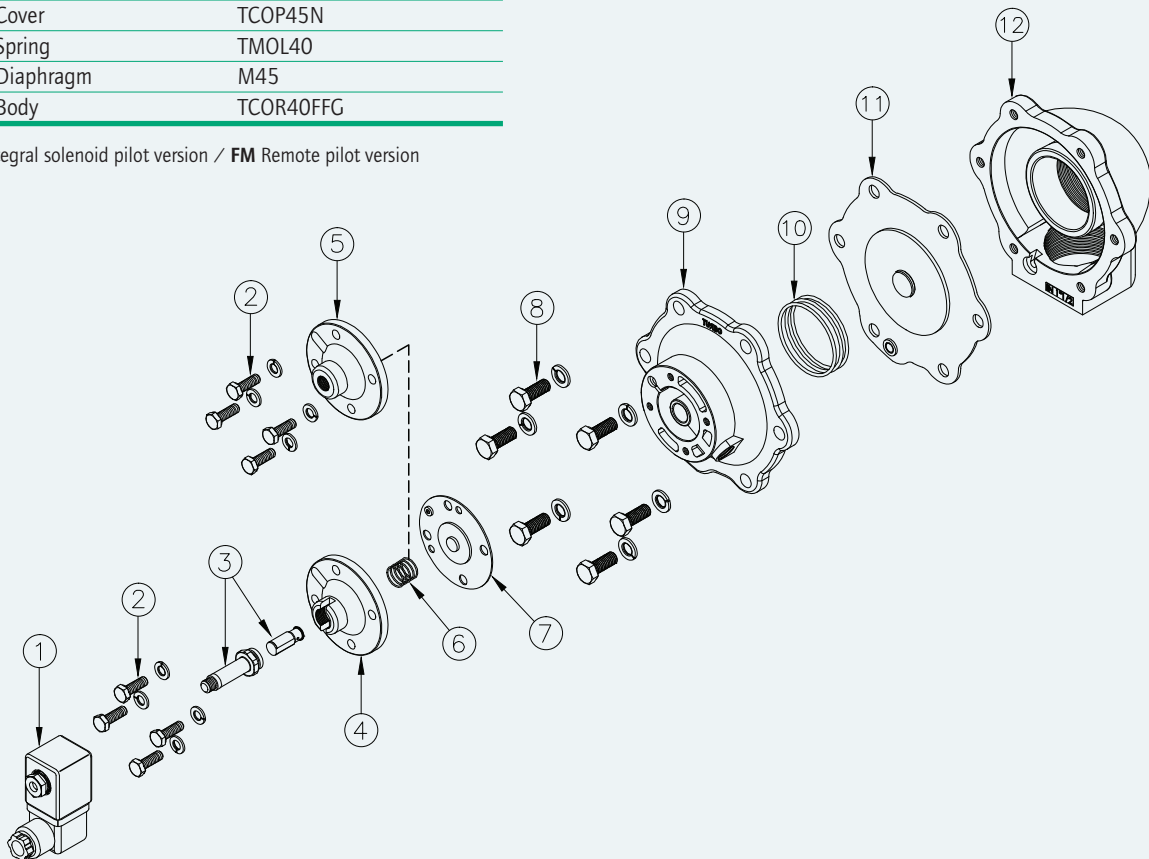 Cover TCOP45N
Spring TMOL40
Diaphragm M45
Body TCOR40FFG
egral solenoid pilot version / FM Remote pilot version
12
11
9
5
10
2
8
3
7
2
6
1
4
TURBO